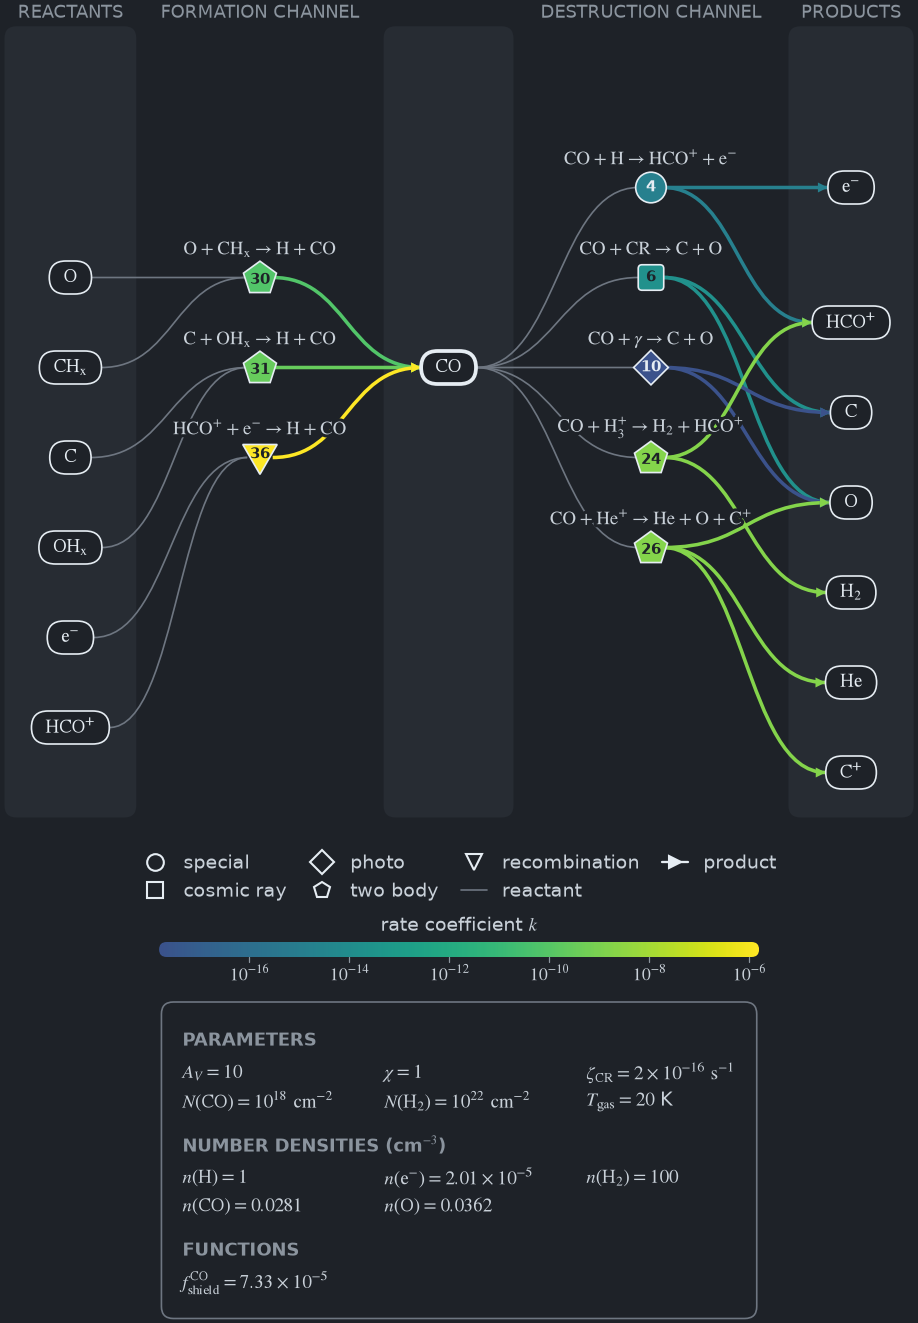 REACTANTS FORMATION CHANNEL DESTRUCTION CHANNEL PRODUCTS
CO + H → HCO⁺ + e⁻
4
e⁻
O + CHₓ → H + CO
CO + CR → C + O
O
30
6
HCO⁺
C + OHₓ → H + CO
CO + γ → C + O
CHₓ
31
CO
10
C
HCO⁺ + e⁻ → H + CO
CO + H₃⁺ → H₂ + HCO⁺
C
36
24
O
CO + He⁺ → He + O + C⁺
OHₓ
26
H₂
e⁻
He
HCO⁺
C⁺
special photo recombination product
cosmic ray two body reactant
rate coefficient k
10⁻¹⁶ 10⁻¹⁴ 10⁻¹² 10⁻¹⁰ 10⁻⁸ 10⁻⁶
PARAMETERS
A_V = 10 χ = 1 ζ_CR = 2 × 10⁻¹⁶ s⁻¹
N(CO) = 10¹⁸ cm⁻² N(H₂) = 10²² cm⁻² T_gas = 20 K
NUMBER DENSITIES (cm⁻³)
n(H) = 1 n(e⁻) = 2.01 × 10⁻⁵ n(H₂) = 100
n(CO) = 0.0281 n(O) = 0.0362
FUNCTIONS
f_shield^CO = 7.33 × 10⁻⁵